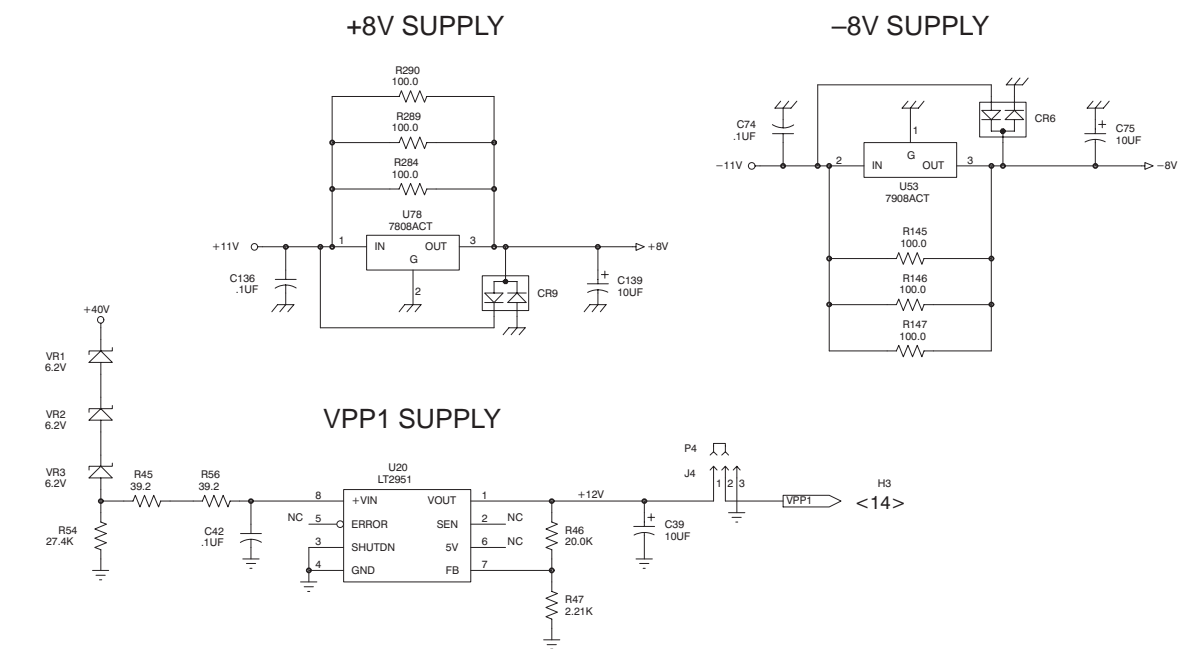 +8V SUPPLY
–8V SUPPLY
R290
100.0
R289
100.0
R284
100.0
U78
7808ACT
+11V
1
IN
OUT
G
3
2
+8V
C136
.1UF
CR9
+
C139
10UF
C74
.1UF
1
CR6
+
C75
10UF
–11V
2
IN
G
OUT
3
–8V
U53
7908ACT
R145
100.0
R146
100.0
R147
100.0
+40V
VR1
6.2V
VR2
6.2V
VR3
6.2V
R54
27.4K
R45
39.2
R56
39.2
C42
.1UF
VPP1 SUPPLY
U20
LT2951
8
+VIN
VOUT
1
NC
5
ERROR
SEN
2
NC
3
SHUTDN
5V
6
NC
4
GND
FB
7
+12V
R46
20.0K
R47
2.21K
+
C39
10UF
P4
J4
1
2
3
VPP1
H3
<14>